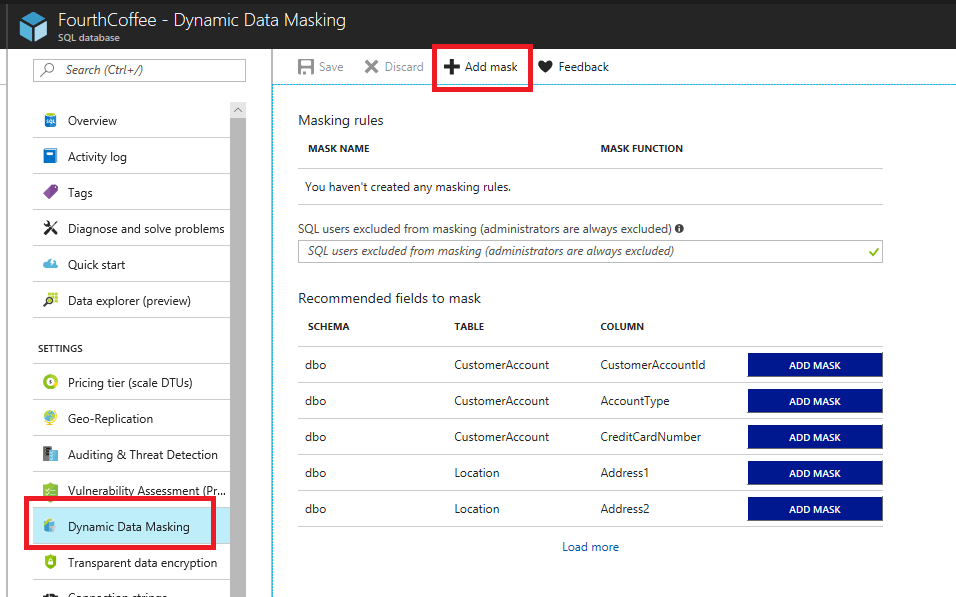 FourthCoffee - Dynamic Data Masking
SQL database
Search (Ctrl+/)
Overview
Activity log
Tags
Diagnose and solve problems
Quick start
Data explorer (preview)
SETTINGS
Pricing tier (scale DTUs)
Geo-Replication
Auditing & Threat Detection
Vulnerability Assessment (Pr...
Dynamic Data Masking
Transparent data encryption
Connection strings
Save Discard Add mask Feedback
Masking rules
MASK NAME MASK FUNCTION
You haven't created any masking rules.
SQL users excluded from masking (administrators are always excluded)
SQL users excluded from masking (administrators are always excluded)
Recommended fields to mask
SCHEMA TABLE COLUMN
dbo CustomerAccount CustomerAccountId ADD MASK
dbo CustomerAccount AccountType ADD MASK
dbo CustomerAccount CreditCardNumber ADD MASK
dbo Location Address1 ADD MASK
dbo Location Address2 ADD MASK
Load more